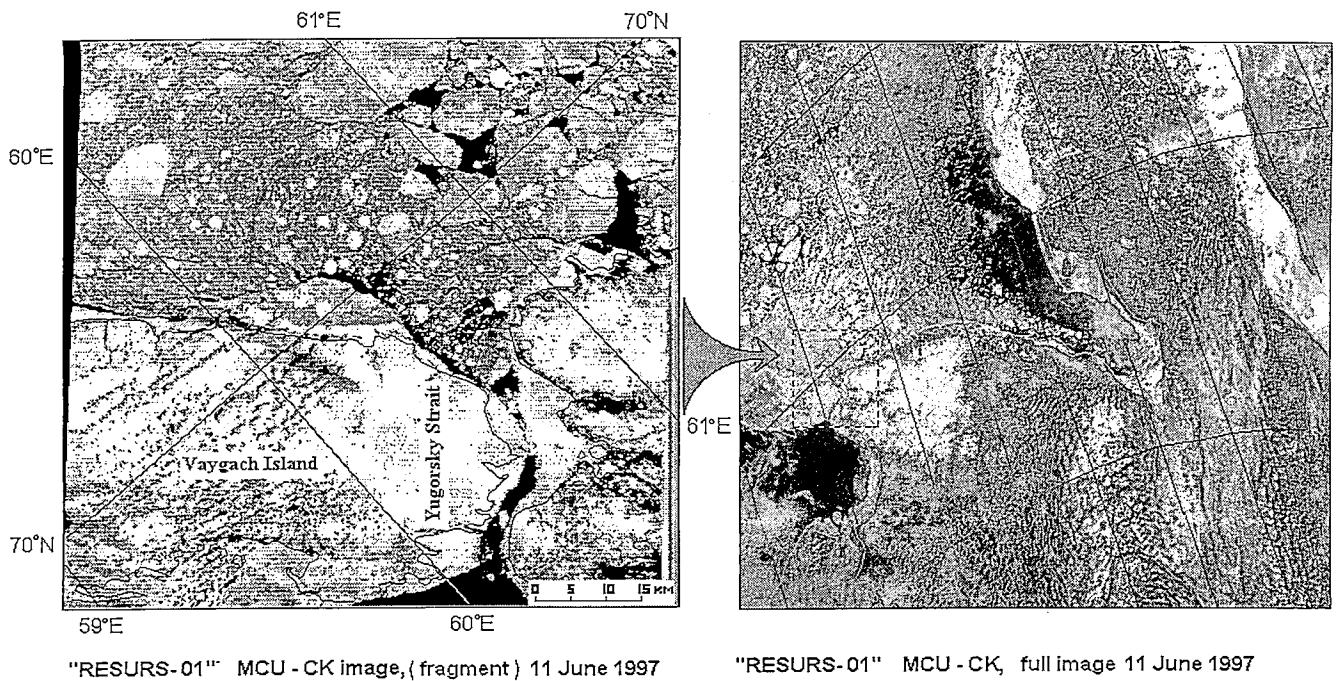 61°E
70°N
60°E
Vaygach Island
Yugorsky Strait
61°E
70°N
0 5 10 15 KM
59°E
60°E
"RESURS-01" MCU-CK image, (fragment) 11 June 1997
"RESURS-01" MCU-CK, full image 11 June 1997